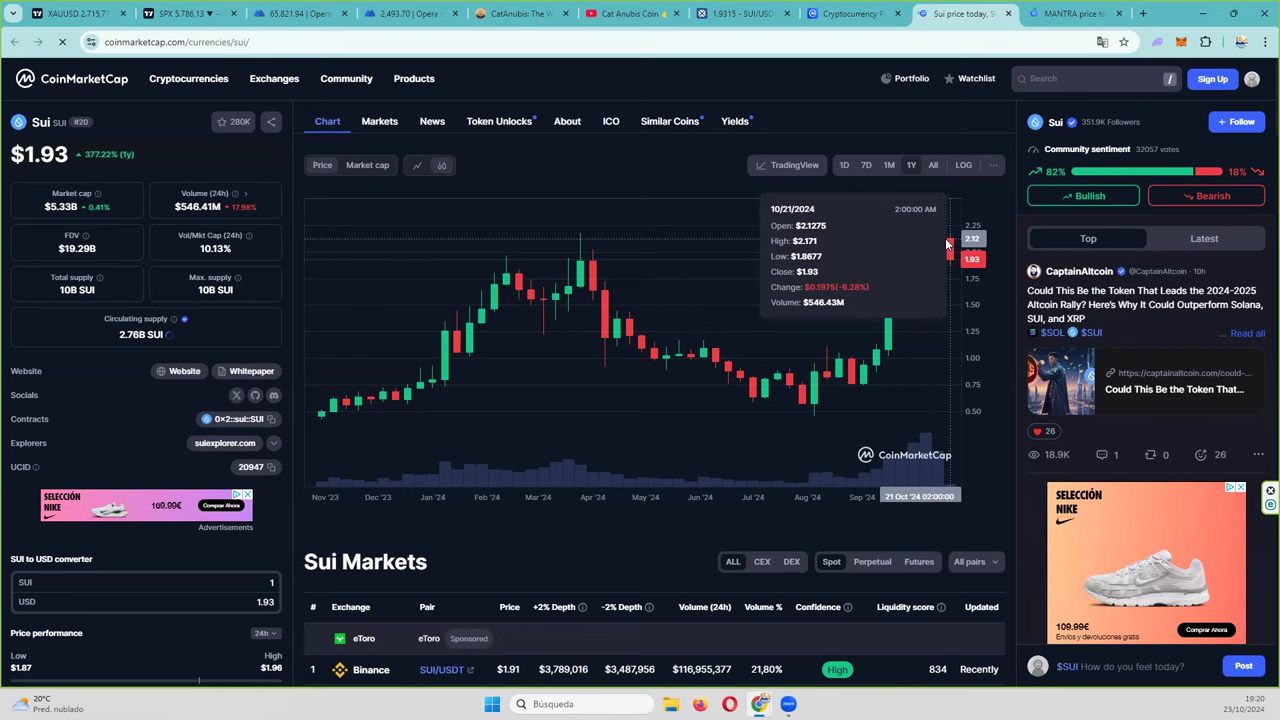 XAUUSD 2.715,7
SPX 5.786,13 ▼
65,821.94 | Opera
2,493.70 | Opera c
CatAnubis: The W
Cat Anubis Coin
1.9315 - SUI/USD
Cryptocurrency P
Sui price today, S
MANTRA price to
coinmarketcap.com/currencies/sui/
CoinMarketCap
Cryptocurrencies
Exchanges
Community
Products
Portfolio
Watchlist
Search
/
Sign Up
Sui SUI #20
280K
$1.93 ▲ 377.22% (1y)
Market cap
$5.33B ▲ 0.41%
Volume (24h)
$546.41M ▼ 17.98%
FDV
$19.29B
Vol/Mkt Cap (24h)
10.13%
Total supply
10B SUI
Max. supply
10B SUI
Circulating supply
2.76B SUI
Website
Website
Whitepaper
Socials
Contracts
0×2::sui::SUI
Explorers
suiexplorer.com
UCID
20947
SELECCIÓN
NIKE
169.99€
Comprar Ahora
Advertisements
SUI to USD converter
SUI
1
USD
1.93
Price performance
24h
Low
$1.87
High
$1.96
Chart
Markets
News
Token Unlocks
About
ICO
Similar Coins
Yields
Price
Market cap
TradingView
1D
7D
1M
1Y
All
LOG
10/21/2024
2:00:00 AM
Open: $2.1275
High: $2.171
Low: $1.8677
Close: $1.93
Change: $0.1975(-9.28%)
Volume: $546.43M
2.25
2.12
1.93
1.75
1.50
1.25
1.00
0.75
0.50
CoinMarketCap
Nov '23
Dec '23
Jan '24
Feb '24
Mar '24
Apr '24
May '24
Jun '24
Jul '24
Aug '24
Sep '24
21 Oct '24 02:00:00
Sui Markets
ALL
CEX
DEX
Spot
Perpetual
Futures
All pairs
# Exchange Pair Price +2% Depth -2% Depth Volume (24h) Volume % Confidence Liquidity score Updated
eToro eToro Sponsored
1 Binance SUI/USDT $1.91 $3,789,016 $3,487,956 $116,955,377 21,80% High 834 Recently
Sui 351.9K Followers
+ Follow
Community sentiment 32057 votes
82%
18%
Bullish
Bearish
Top
Latest
CaptainAltcoin @CaptainAltcoin · 10h
Could This Be the Token That Leads the 2024-2025
Altcoin Rally? Here's Why It Could Outperform Solana,
SUI, and XRP
$SOL $SUI
... Read all
https://captainaltcoin.com/could-...
Could This Be the Token That...
26
18.9K
1
0
26
SELECCIÓN
NIKE
109.99€
Envíos y devoluciones gratis
Comprar Ahora
$SUI How do you feel today?
Post
20°C
Pred. nublado
Búsqueda
19:20
23/10/2024